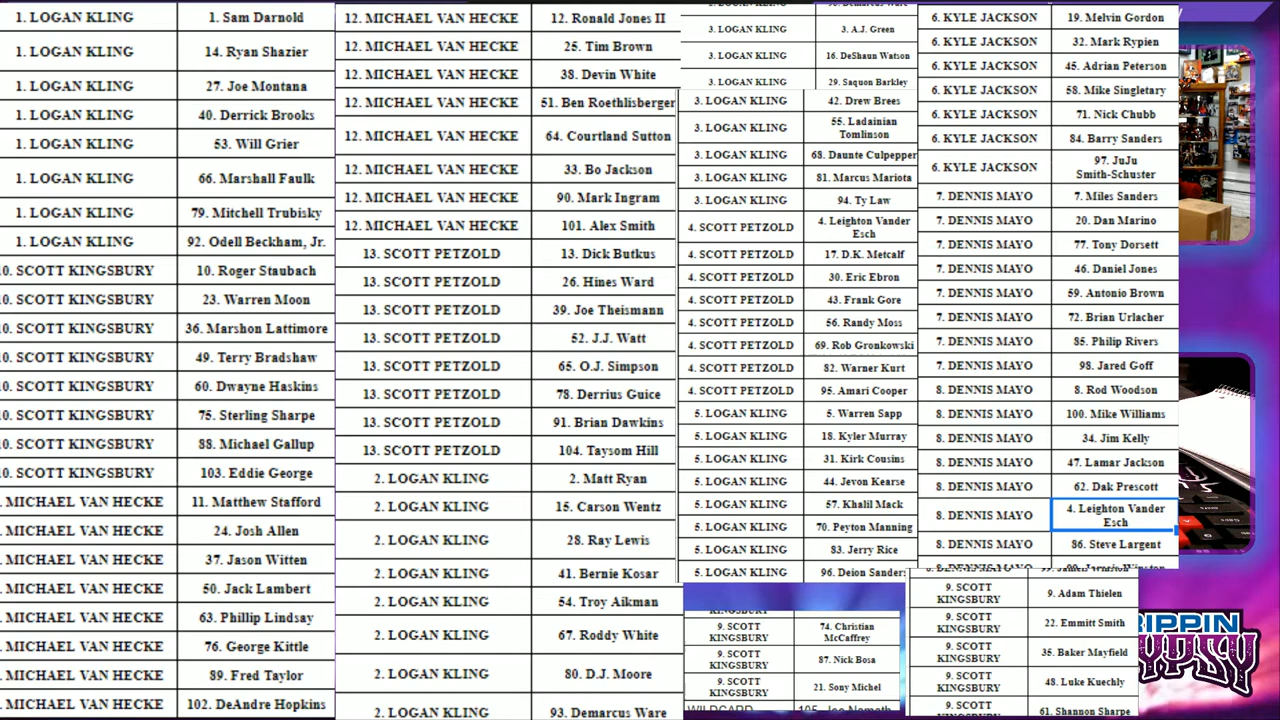 1. LOGAN KLING 1. Sam Darnold
1. LOGAN KLING 14. Ryan Shazier
1. LOGAN KLING 27. Joe Montana
1. LOGAN KLING 40. Derrick Brooks
1. LOGAN KLING 53. Will Grier
1. LOGAN KLING 66. Marshall Faulk
1. LOGAN KLING 79. Mitchell Trubisky
1. LOGAN KLING 92. Odell Beckham, Jr.
0. SCOTT KINGSBURY 10. Roger Staubach
0. SCOTT KINGSBURY 23. Warren Moon
0. SCOTT KINGSBURY 36. Marshon Lattimore
0. SCOTT KINGSBURY 49. Terry Bradshaw
0. SCOTT KINGSBURY 60. Dwayne Haskins
0. SCOTT KINGSBURY 75. Sterling Sharpe
0. SCOTT KINGSBURY 88. Michael Gallup
0. SCOTT KINGSBURY 103. Eddie George
. MICHAEL VAN HECKE 11. Matthew Stafford
. MICHAEL VAN HECKE 24. Josh Allen
. MICHAEL VAN HECKE 37. Jason Witten
. MICHAEL VAN HECKE 50. Jack Lambert
. MICHAEL VAN HECKE 63. Phillip Lindsay
. MICHAEL VAN HECKE 76. George Kittle
. MICHAEL VAN HECKE 89. Fred Taylor
. MICHAEL VAN HECKE 102. DeAndre Hopkins
12. MICHAEL VAN HECKE 12. Ronald Jones II
12. MICHAEL VAN HECKE 25. Tim Brown
12. MICHAEL VAN HECKE 38. Devin White
12. MICHAEL VAN HECKE 51. Ben Roethlisberger
12. MICHAEL VAN HECKE 64. Courtland Sutton
12. MICHAEL VAN HECKE 33. Bo Jackson
12. MICHAEL VAN HECKE 90. Mark Ingram
12. MICHAEL VAN HECKE 101. Alex Smith
13. SCOTT PETZOLD 13. Dick Butkus
13. SCOTT PETZOLD 26. Hines Ward
13. SCOTT PETZOLD 39. Joe Theismann
13. SCOTT PETZOLD 52. J.J. Watt
13. SCOTT PETZOLD 65. O.J. Simpson
13. SCOTT PETZOLD 78. Derrius Guice
13. SCOTT PETZOLD 91. Brian Dawkins
13. SCOTT PETZOLD 104. Taysom Hill
2. LOGAN KLING 2. Matt Ryan
2. LOGAN KLING 15. Carson Wentz
2. LOGAN KLING 28. Ray Lewis
2. LOGAN KLING 41. Bernie Kosar
2. LOGAN KLING 54. Troy Aikman
2. LOGAN KLING 67. Roddy White
2. LOGAN KLING 80. D.J. Moore
2. LOGAN KLING 93. Demarcus Ware
3. LOGAN KLING 3. A.J. Green
3. LOGAN KLING 16. DeShaun Watson
3. LOGAN KLING 29. Saquon Barkley
3. LOGAN KLING 42. Drew Brees
3. LOGAN KLING 55. Ladainian
Tomlinson
3. LOGAN KLING 68. Daunte Culpepper
3. LOGAN KLING 81. Marcus Mariota
3. LOGAN KLING 94. Ty Law
4. SCOTT PETZOLD 4. Leighton Vander
Esch
4. SCOTT PETZOLD 17. D.K. Metcalf
4. SCOTT PETZOLD 30. Eric Ebron
4. SCOTT PETZOLD 43. Frank Gore
4. SCOTT PETZOLD 56. Randy Moss
4. SCOTT PETZOLD 69. Rob Gronkowski
4. SCOTT PETZOLD 82. Warner Kurt
4. SCOTT PETZOLD 95. Amari Cooper
5. LOGAN KLING 5. Warren Sapp
5. LOGAN KLING 18. Kyler Murray
5. LOGAN KLING 31. Kirk Cousins
5. LOGAN KLING 44. Jevon Kearse
5. LOGAN KLING 57. Khalil Mack
5. LOGAN KLING 70. Peyton Manning
5. LOGAN KLING 83. Jerry Rice
5. LOGAN KLING 96. Deion Sanders
9. SCOTT
KINGSBURY 74. Christian
McCaffrey
9. SCOTT
KINGSBURY 87. Nick Bosa
9. SCOTT
KINGSBURY 21. Sony Michel
WILDCARD 105. Joe Namath
6. KYLE JACKSON 19. Melvin Gordon
6. KYLE JACKSON 32. Mark Rypien
6. KYLE JACKSON 45. Adrian Peterson
6. KYLE JACKSON 58. Mike Singletary
6. KYLE JACKSON 71. Nick Chubb
6. KYLE JACKSON 84. Barry Sanders
6. KYLE JACKSON 97. JuJu
Smith-Schuster
7. DENNIS MAYO 7. Miles Sanders
7. DENNIS MAYO 20. Dan Marino
7. DENNIS MAYO 77. Tony Dorsett
7. DENNIS MAYO 46. Daniel Jones
7. DENNIS MAYO 59. Antonio Brown
7. DENNIS MAYO 72. Brian Urlacher
7. DENNIS MAYO 85. Philip Rivers
7. DENNIS MAYO 98. Jared Goff
8. DENNIS MAYO 8. Rod Woodson
8. DENNIS MAYO 100. Mike Williams
8. DENNIS MAYO 34. Jim Kelly
8. DENNIS MAYO 47. Lamar Jackson
8. DENNIS MAYO 62. Dak Prescott
8. DENNIS MAYO 4. Leighton Vander
Esch
8. DENNIS MAYO 86. Steve Largent
9. SCOTT
KINGSBURY 9. Adam Thielen
9. SCOTT
KINGSBURY 22. Emmitt Smith
9. SCOTT
KINGSBURY 35. Baker Mayfield
9. SCOTT
KINGSBURY 48. Luke Kuechly
9. SCOTT 61. Shannon Sharpe
RIPPIN
GYPSY